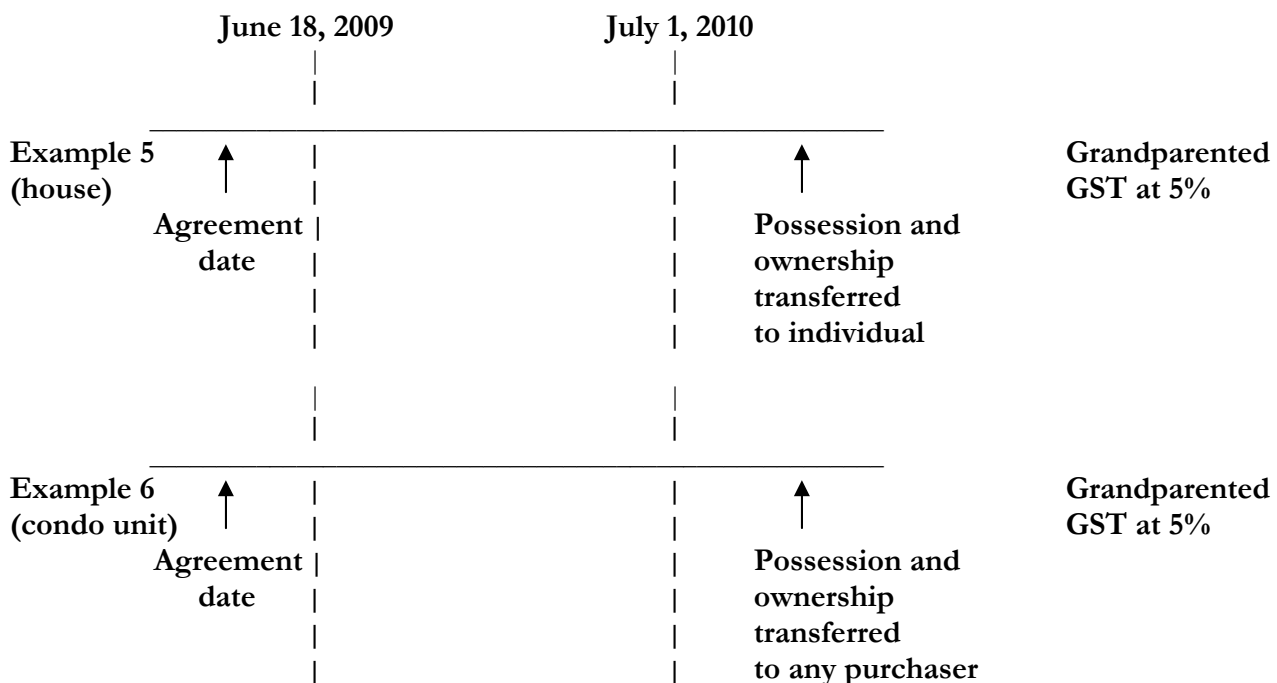 June 18, 2009 July 1, 2010
Example 5 Grandparented
(house) GST at 5%
Agreement Possession and
date ownership
transferred
to individual
Example 6 Grandparented
(condo unit) GST at 5%
Agreement Possession and
date ownership
transferred
to any purchaser